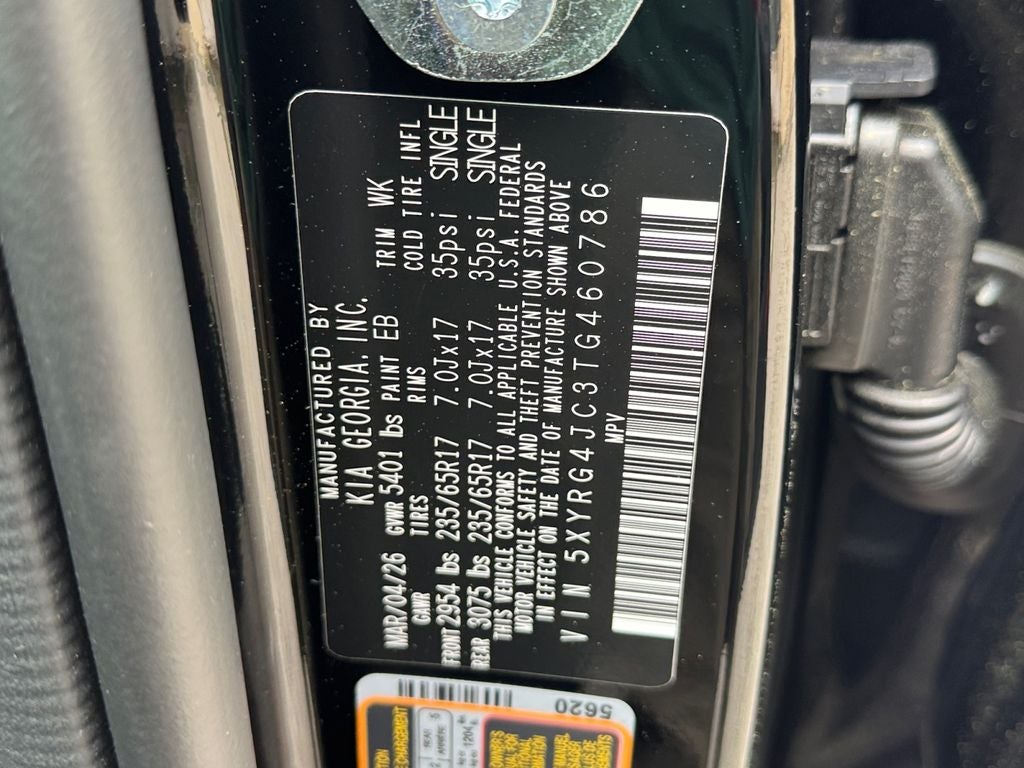 MANUFACTURED BY
KIA GEORGIA, INC.
MAR/04/26 GVWR 5401 lbs PAINT EB TRIM WK
GAWR TIRES RIMS COLD TIRE INFL
FRONT 2954 lbs 235/65R17 7.0Jx17 35psi SINGLE
REAR 3075 lbs 235/65R17 7.0Jx17 35psi SINGLE
THIS VEHICLE CONFORMS TO ALL APPLICABLE U.S.A. FEDERAL
MOTOR VEHICLE SAFETY AND THEFT PREVENTION STANDARDS
IN EFFECT ON THE DATE OF MANUFACTURE SHOWN ABOVE
VIN 5XYRG4JC3TG460786
MPV
5620